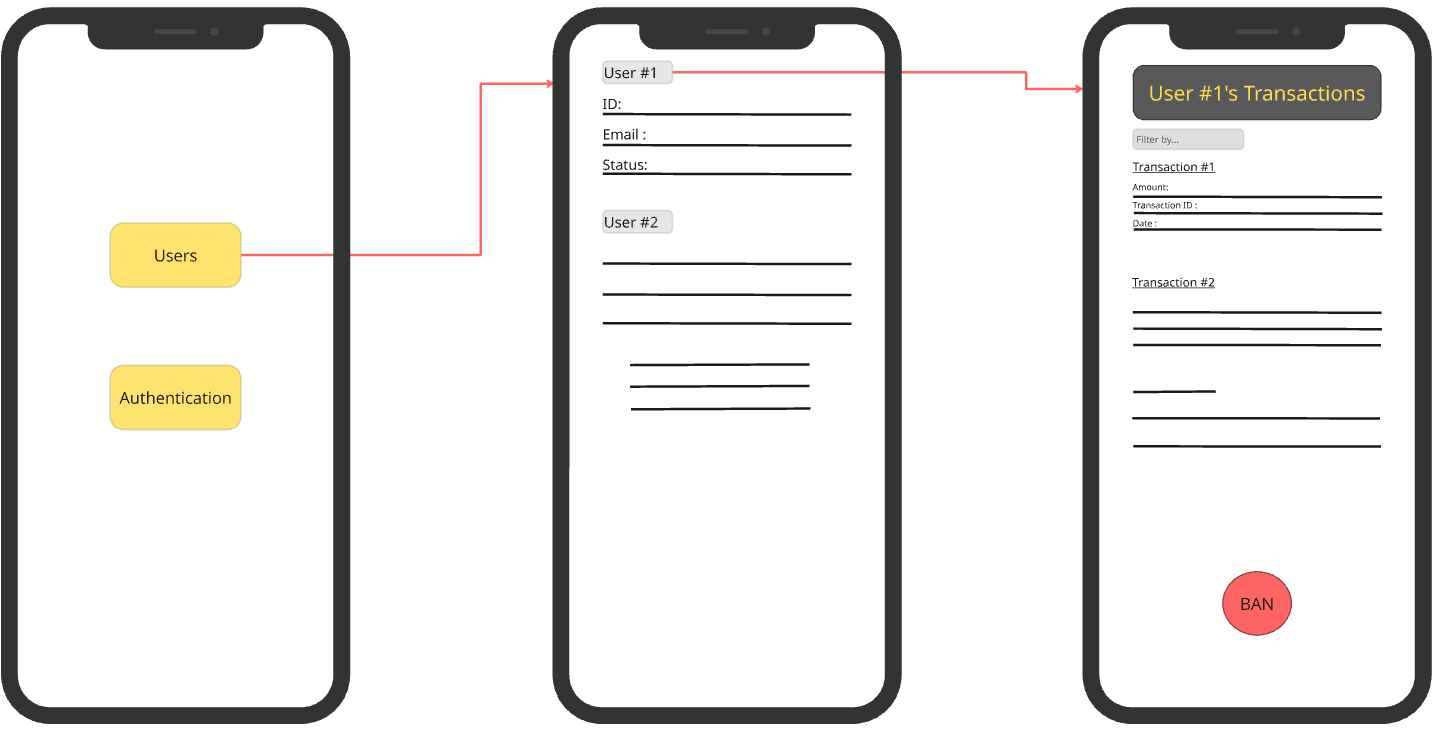 Users
Authentication
User #1
ID:
Email :
Status:
User #2
User #1's Transactions
Filter by...
Transaction #1
Amount:
Transaction ID :
Date :
Transaction #2
BAN